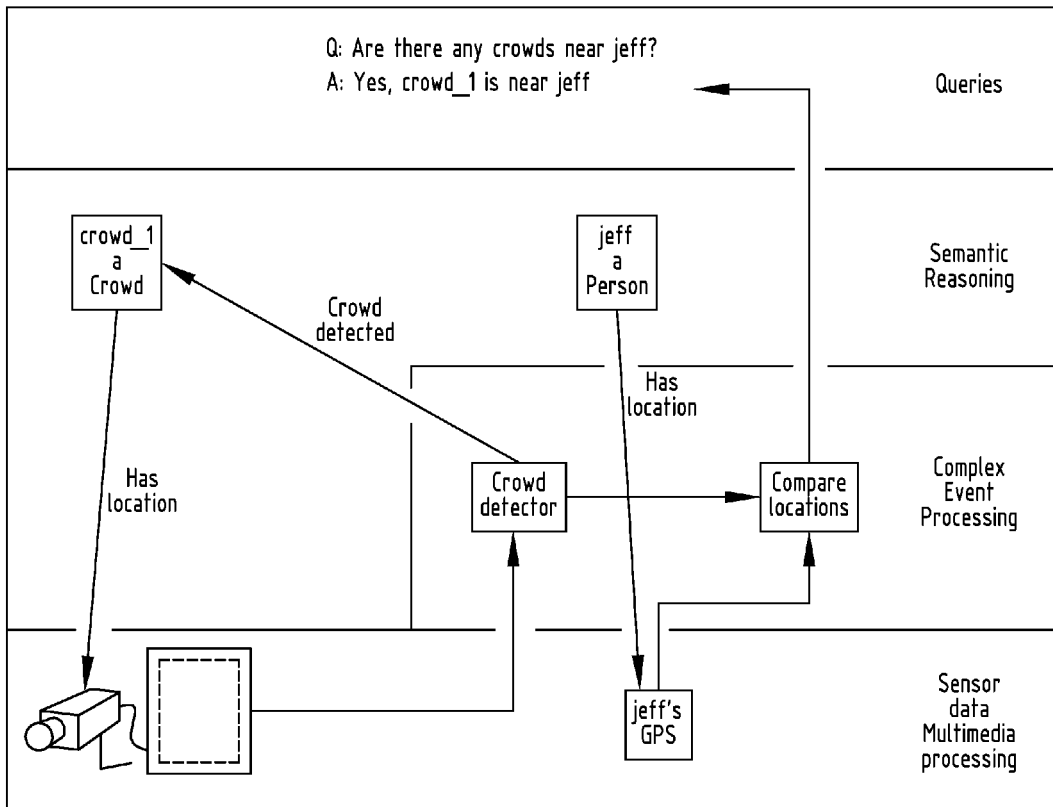 Q: Are there any crowds near jeff?
A: Yes, crowd_1 is near jeff
Queries
crowd_1
a
Crowd
jeff
a
Person
Semantic
Reasoning
Crowd
detected
Has
location
Has
location
Crowd
detector
Compare
locations
Complex
Event
Processing
jeff's
GPS
Sensor
data
Multimedia
processing